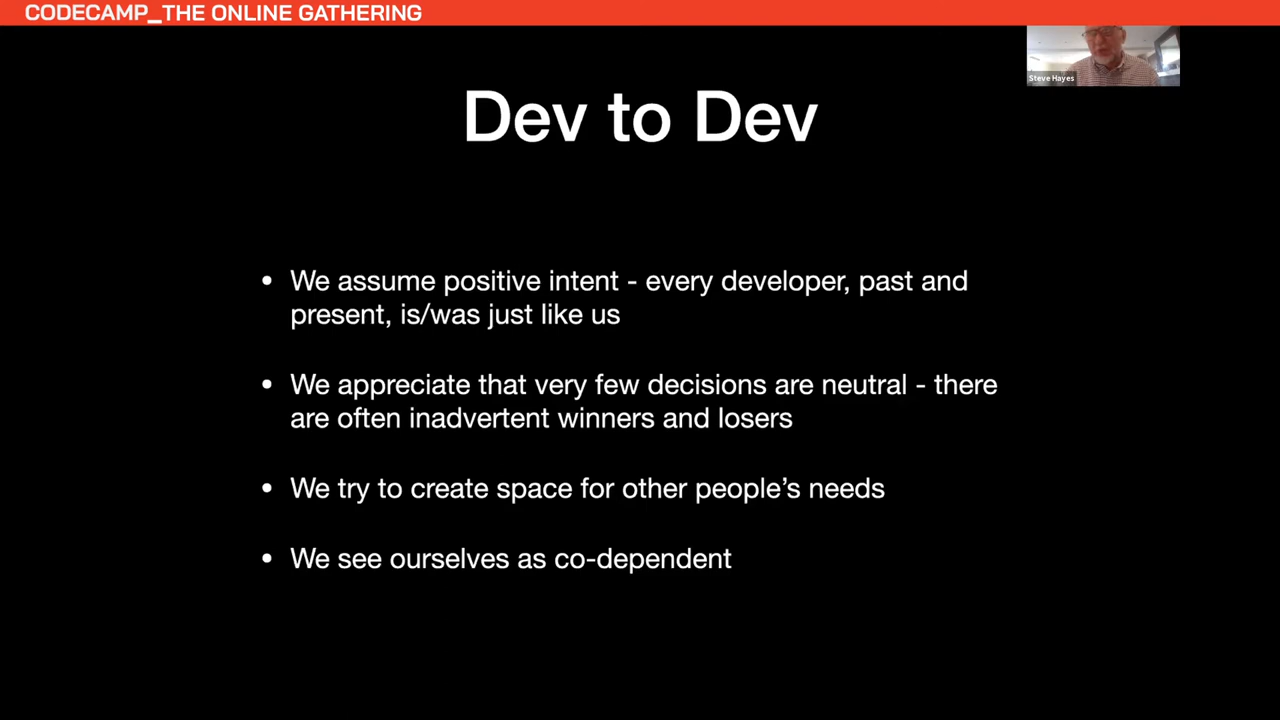 CODECAMP_THE ONLINE GATHERING
Steve Hayes
Dev to Dev
• We assume positive intent - every developer, past and
present, is/was just like us
• We appreciate that very few decisions are neutral - there
are often inadvertent winners and losers
• We try to create space for other people’s needs
• We see ourselves as co-dependent